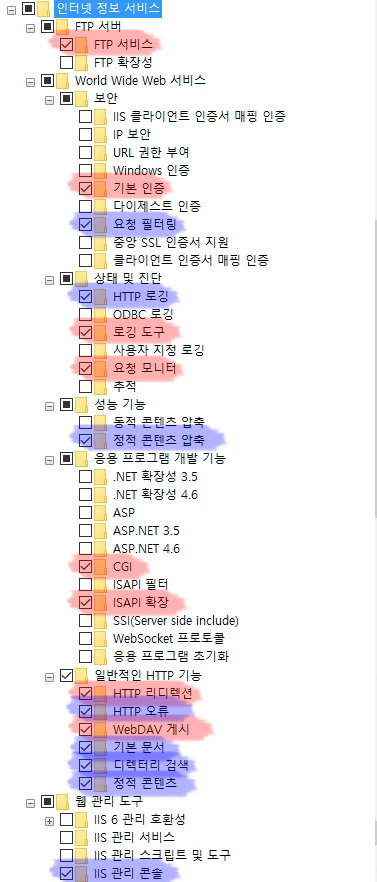 인터넷 정보 서비스
FTP 서버
FTP 서비스
FTP 확장성
World Wide Web 서비스
보안
IIS 클라이언트 인증서 매핑 인증
IP 보안
URL 권한 부여
Windows 인증
기본 인증
다이제스트 인증
요청 필터링
중앙 SSL 인증서 지원
클라이언트 인증서 매핑 인증
상태 및 진단
HTTP 로깅
ODBC 로깅
로깅 도구
사용자 지정 로깅
요청 모니터
추적
성능 기능
동적 콘텐츠 압축
정적 콘텐츠 압축
응용 프로그램 개발 기능
.NET 확장성 3.5
.NET 확장성 4.6
ASP
ASP.NET 3.5
ASP.NET 4.6
CGI
ISAPI 필터
ISAPI 확장
SSI(Server side include)
WebSocket 프로토콜
응용 프로그램 초기화
일반적인 HTTP 기능
HTTP 리디렉션
HTTP 오류
WebDAV 게시
기본 문서
디렉터리 검색
정적 콘텐츠
웹 관리 도구
IIS 6 관리 호환성
IIS 관리 서비스
IIS 관리 스크립트 및 도구
IIS 관리 콘솔